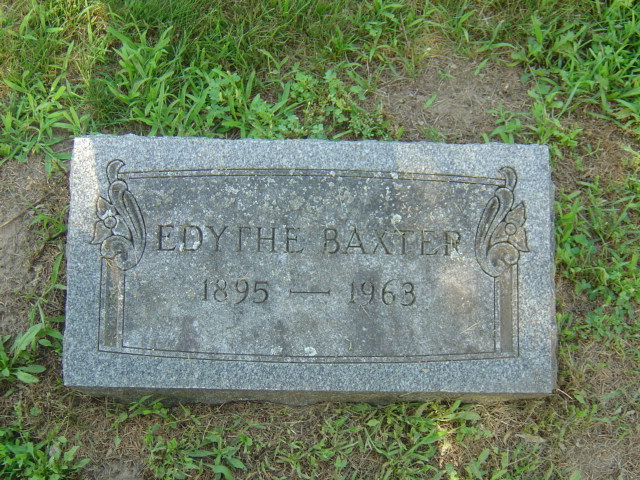 EDYTHE BAXTER
1895 — 1963